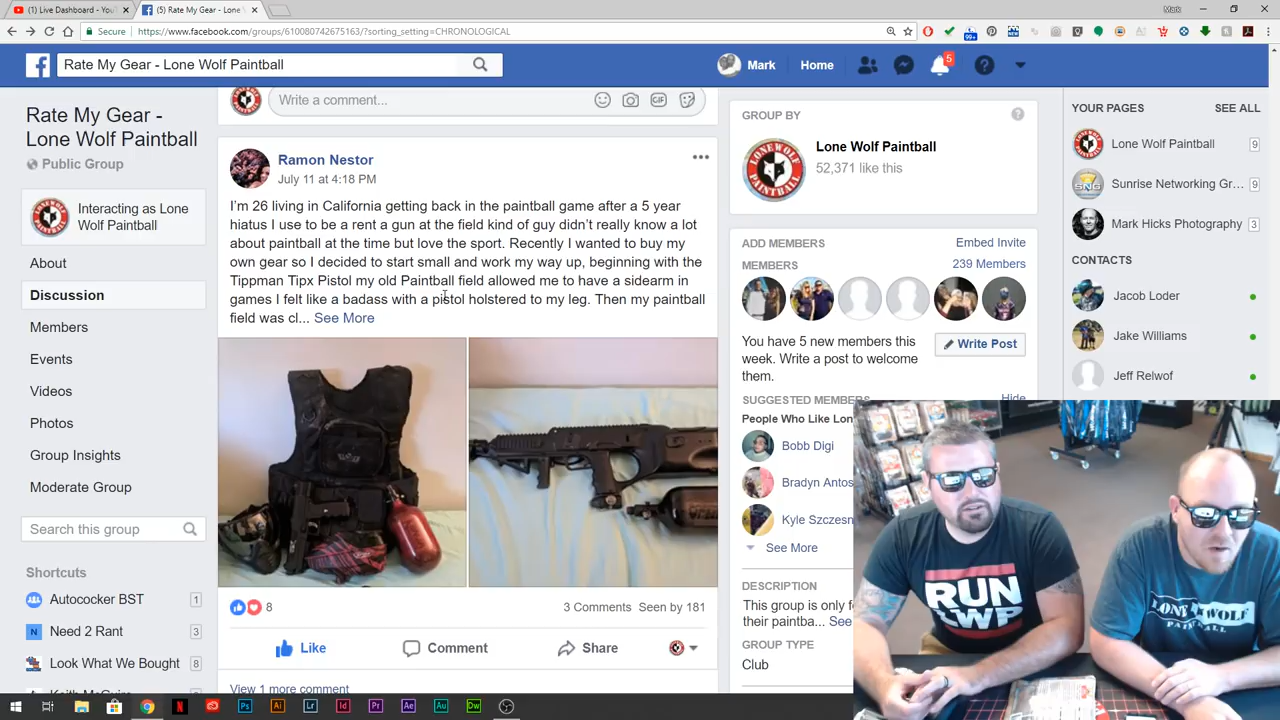 (1) Live Dashboard - You
(5) Rate My Gear - Lone
Mark
Secure
https://www.facebook.com/groups/610080742675163/?sorting_setting=CHRONOLOGICAL
Rate My Gear - Lone Wolf Paintball
Mark
Home
5
Rate My Gear -
Lone Wolf Paintball
Public Group
Interacting as Lone
Wolf Paintball
About
Discussion
Members
Events
Videos
Photos
Group Insights
Moderate Group
Search this group
Shortcuts
Autococker BST 1
Need 2 Rant 3
Look What We Bought 8
Write a comment...
GIF
Ramon Nestor
July 11 at 4:18 PM
I'm 26 living in California getting back in the paintball game after a 5 year
hiatus I use to be a rent a gun at the field kind of guy didn't really know a lot
about paintball at the time but love the sport. Recently I wanted to buy my
own gear so I decided to start small and work my way up, beginning with the
Tippman Tipx Pistol my old Paintball field allowed me to have a sidearm in
games I felt like a badass with a pistol holstered to my leg. Then my paintball
field was cl... See More
8
3 Comments Seen by 181
Like
Comment
Share
View 1 more comment
GROUP BY
Lone Wolf Paintball
52,371 like this
LONEWOLF
PAINTBALL
ADD MEMBERS
Embed Invite
MEMBERS
239 Members
You have 5 new members this
week. Write a post to welcome
them.
Write Post
SUGGESTED MEMBERS
Hide
People Who Like Lon
Bobb Digi
Bradyn Antos
Kyle Szczesn
See More
DESCRIPTION
This group is only f
their paintba... See
GROUP TYPE
Club
YOUR PAGES
SEE ALL
Lone Wolf Paintball 9
Sunrise Networking Gr... 9
Mark Hicks Photography 3
CONTACTS
Jacob Loder
Jake Williams
Jeff Relwof
RUN
LWP
LONE WOLF
PAINTBALL
Ps
Ai
Lr
Id
Pr
Ae
Au
Dw